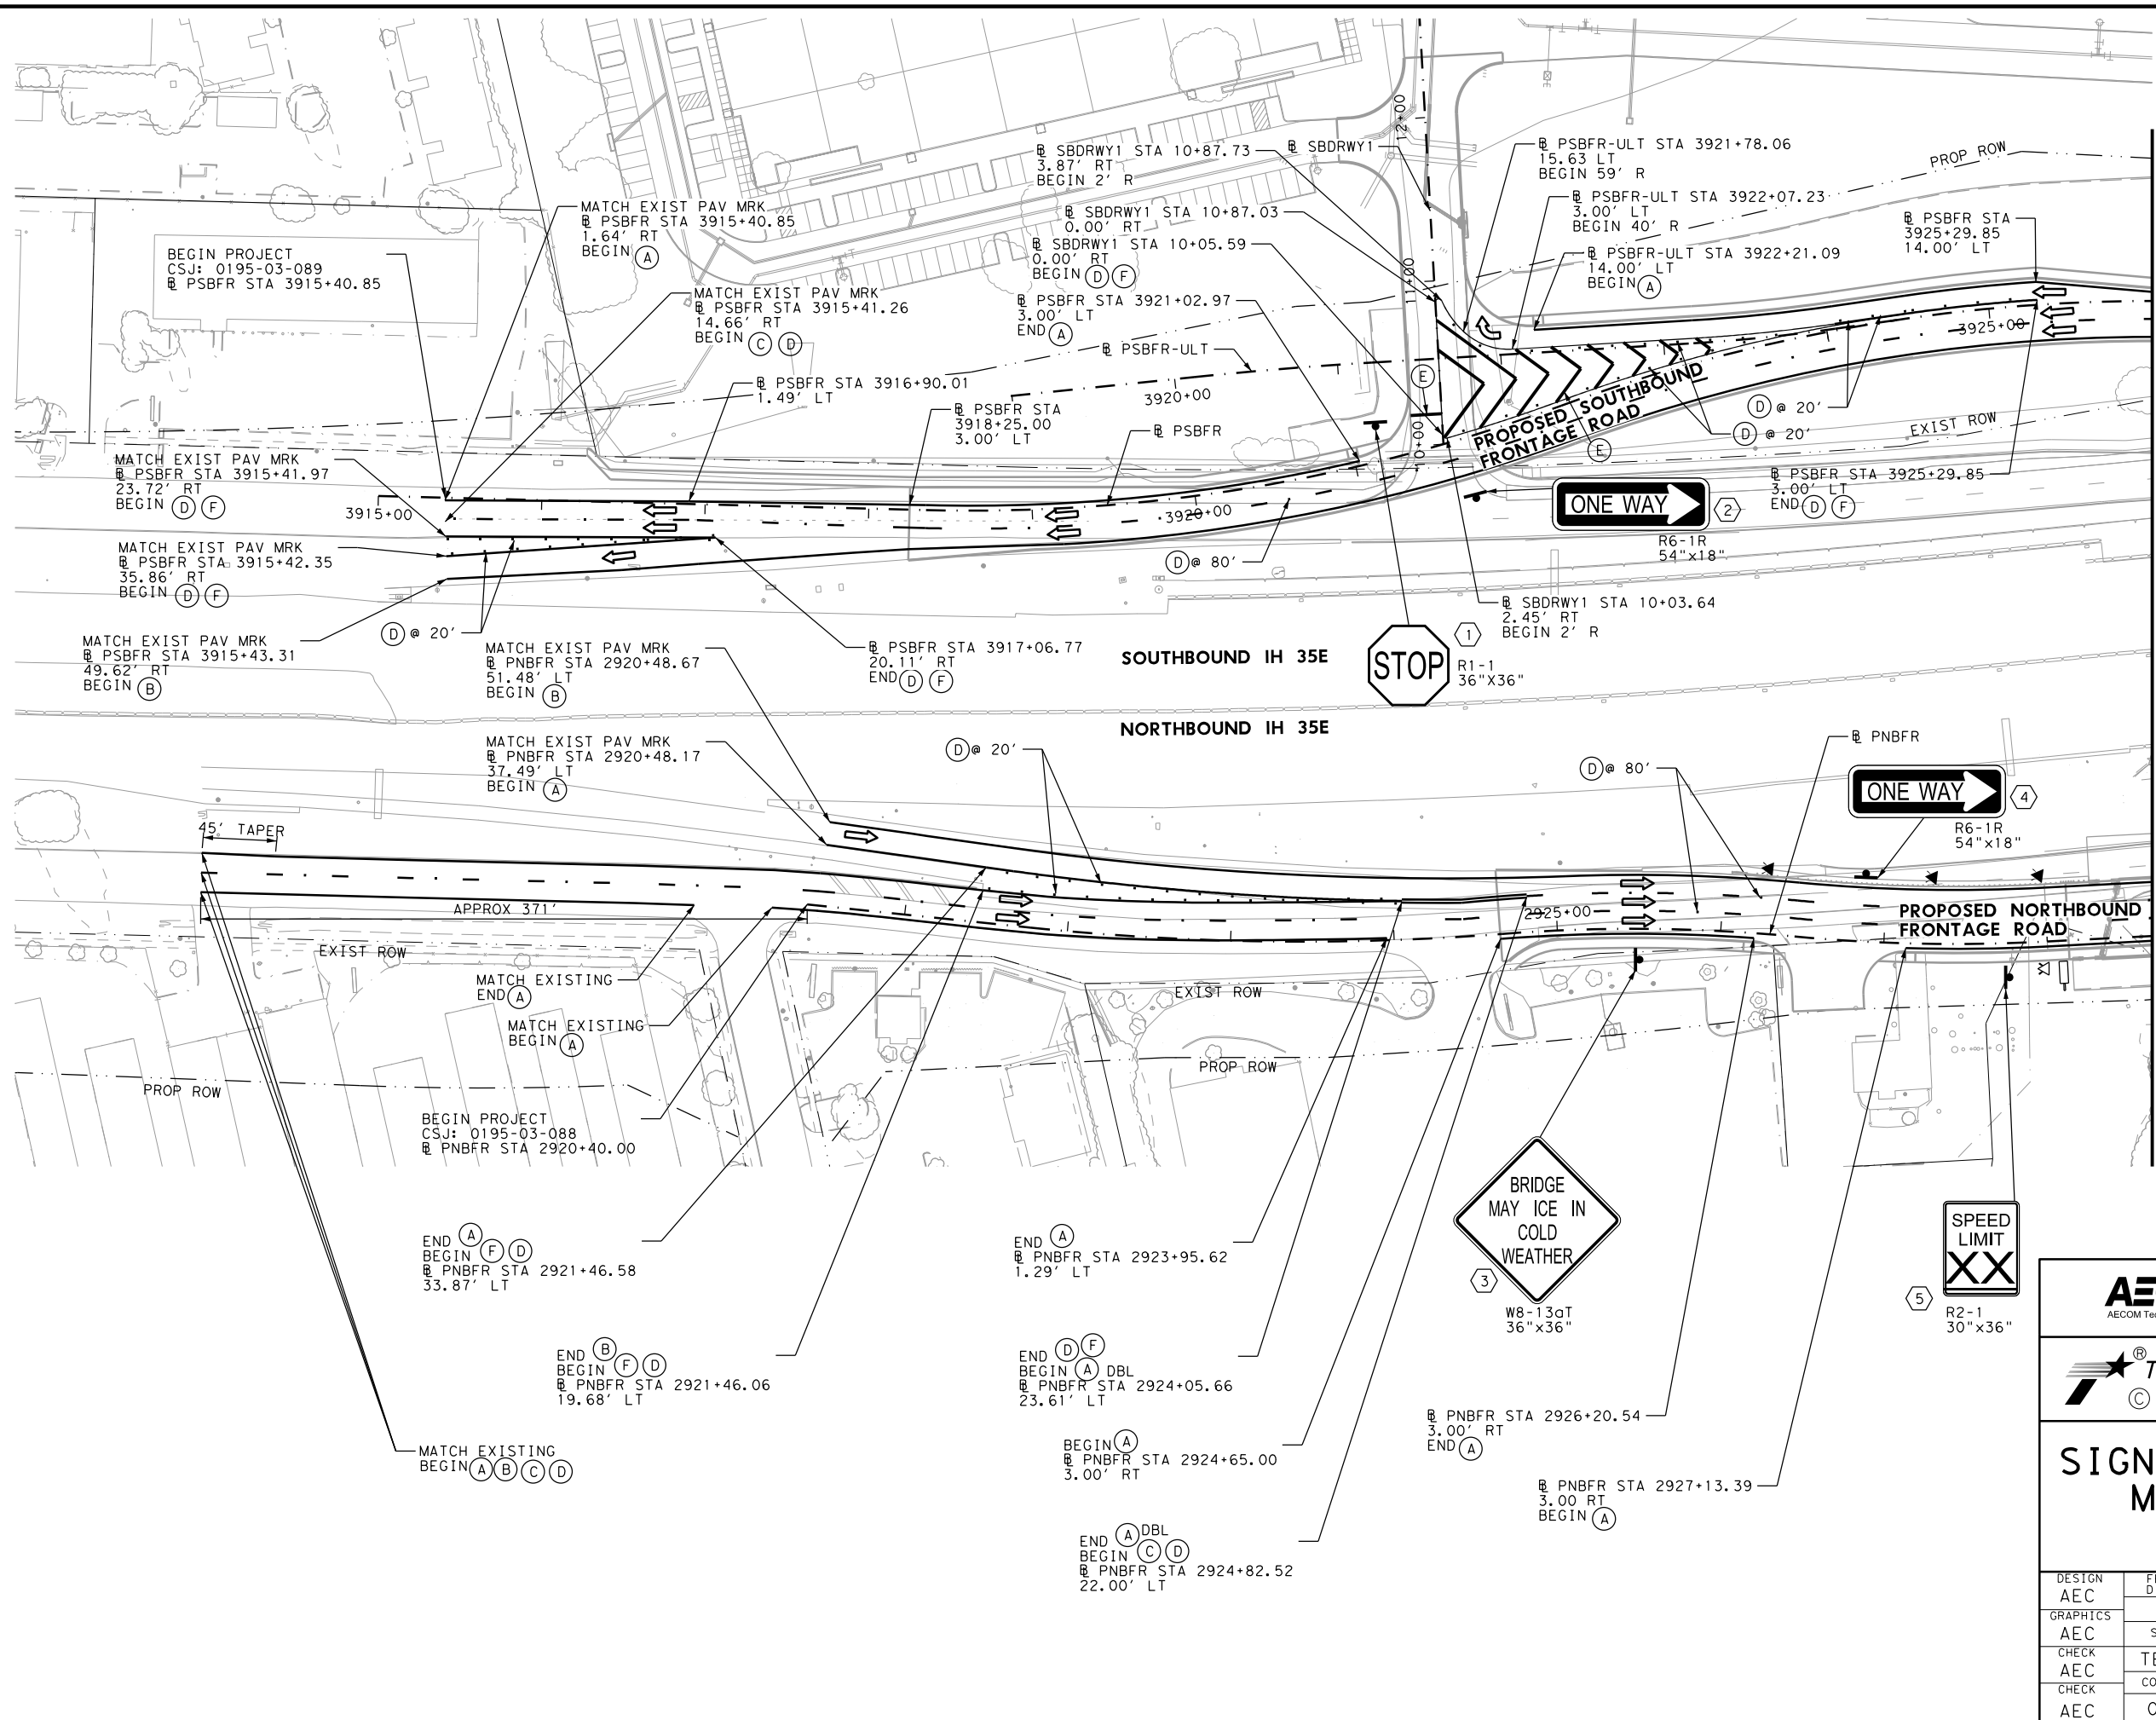 BEGIN PROJECT
CSJ: 0195-03-089
℄ PSBFR STA 3915+40.85
MATCH EXIST PAV MRK
℄ PSBFR STA 3915+40.85
1.64' RT
BEGIN A
MATCH EXIST PAV MRK
℄ PSBFR STA 3915+41.26
14.66' RT
BEGIN C D
℄ SBDRWY1 STA 10+87.73
3.87' RT
BEGIN 2' R
℄ SBDRWY1
℄ SBDRWY1 STA 10+87.03
0.00' RT
℄ SBDRWY1 STA 10+05.59
0.00' RT
BEGIN D F
℄ PSBFR STA 3921+02.97
3.00' LT
END A
℄ PSBFR-ULT
12+00
11+00
10+00
℄ PSBFR-ULT STA 3921+78.06
15.63 LT
BEGIN 59' R
℄ PSBFR-ULT STA 3922+07.23
3.00' LT
BEGIN 40' R
℄ PSBFR-ULT STA 3922+21.09
14.00' LT
BEGIN A
PROP ROW
℄ PSBFR STA
3925+29.85
14.00' LT
3925+00
℄ PSBFR STA 3916+90.01
1.49' LT
℄ PSBFR STA
3918+25.00
3.00' LT
3920+00
℄ PSBFR
E
PROPOSED SOUTHBOUND
FRONTAGE ROAD
D @ 20'
D @ 20'
E
EXIST ROW
MATCH EXIST PAV MRK
℄ PSBFR STA 3915+41.97
23.72' RT
BEGIN D F
3915+00
3920+00
D @ 80'
ONE WAY
2
R6-1R
54"x18"
℄ PSBFR STA 3925+29.85
3.00' LT
END D F
MATCH EXIST PAV MRK
℄ PSBFR STA 3915+42.35
35.86' RT
BEGIN D F
℄ SBDRWY1 STA 10+03.64
2.45' RT
BEGIN 2' R
MATCH EXIST PAV MRK
℄ PSBFR STA 3915+43.31
49.62' RT
BEGIN B
D @ 20'
MATCH EXIST PAV MRK
℄ PNBFR STA 2920+48.67
51.48' LT
BEGIN B
℄ PSBFR STA 3917+06.77
20.11' RT
END D F
SOUTHBOUND IH 35E
STOP
1
R1-1
36"X36"
NORTHBOUND IH 35E
MATCH EXIST PAV MRK
℄ PNBFR STA 2920+48.17
37.49' LT
BEGIN A
D @ 20'
D @ 80'
℄ PNBFR
ONE WAY
4
R6-1R
54"x18"
45' TAPER
APPROX 371'
2925+00
PROPOSED NORTHBOUND
FRONTAGE ROAD
EXIST ROW
MATCH EXISTING
END A
EXIST ROW
MATCH EXISTING
BEGIN A
PROP ROW
PROP ROW
BEGIN PROJECT
CSJ: 0195-03-088
℄ PNBFR STA 2920+40.00
END A
BEGIN F D
℄ PNBFR STA 2921+46.58
33.87' LT
END A
℄ PNBFR STA 2923+95.62
1.29' LT
BRIDGE
MAY ICE IN
COLD
WEATHER
3
W8-13aT
36"x36"
SPEED
LIMIT
XX
5
R2-1
30"x36"
END B
BEGIN F D
℄ PNBFR STA 2921+46.06
19.68' LT
END D F
BEGIN A DBL
℄ PNBFR STA 2924+05.66
23.61' LT
MATCH EXISTING
BEGIN A B C D
BEGIN A
℄ PNBFR STA 2924+65.00
3.00' RT
℄ PNBFR STA 2926+20.54
3.00' RT
END A
℄ PNBFR STA 2927+13.39
3.00 RT
BEGIN A
END A DBL
BEGIN C D
℄ PNBFR STA 2924+82.52
22.00' LT
®
©
SIGN
M
DESIGN
AEC
GRAPHICS
AEC
CHECK
AEC
CHECK
AEC